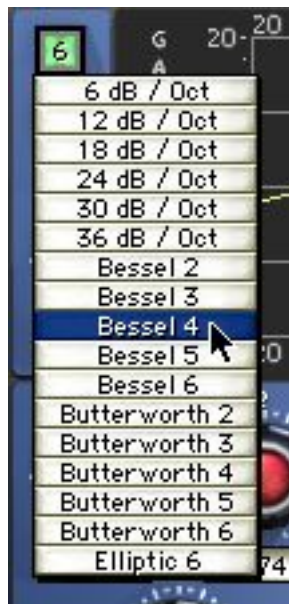 6
G 20- 20
A
6 dB / Oct
12 dB / Oct
18 dB / Oct
24 dB / Oct
30 dB / Oct
36 dB / Oct
Bessel 2
Bessel 3
Bessel 4
Bessel 5
Bessel 6
Butterworth 2
Butterworth 3
Butterworth 4
Butterworth 5
Butterworth 6
Elliptic 6
74